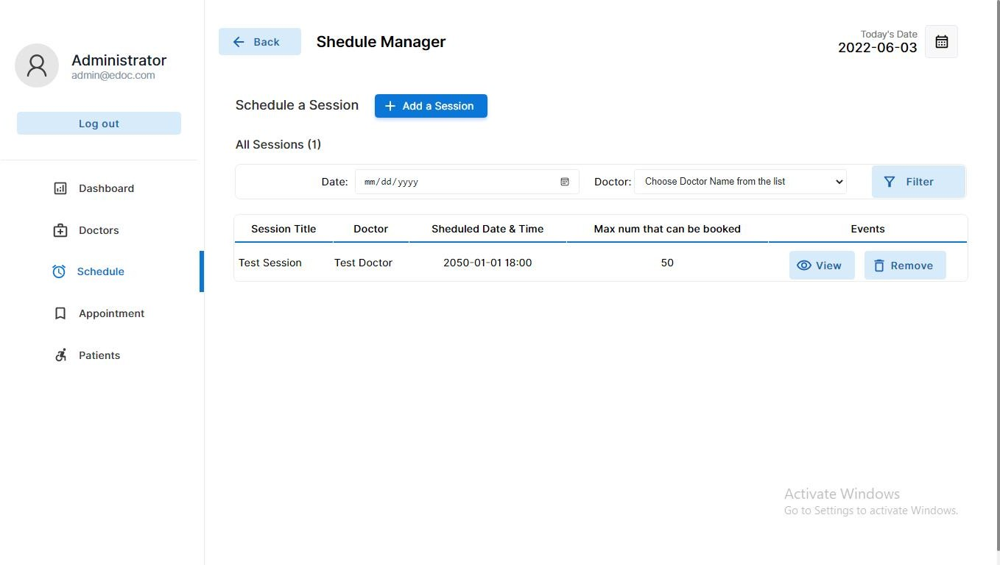 Administrator
admin@edoc.com
Log out
Dashboard
Doctors
Schedule
Appointment
Patients
Back
Shedule Manager
Today's Date
2022-06-03
Schedule a Session
Add a Session
All Sessions (1)
Date: mm/dd/yyyy Doctor: Choose Doctor Name from the list Filter
Session Title Doctor Sheduled Date & Time Max num that can be booked Events
Test Session Test Doctor 2050-01-01 18:00 50 View Remove
Activate Windows
Go to Settings to activate Windows.